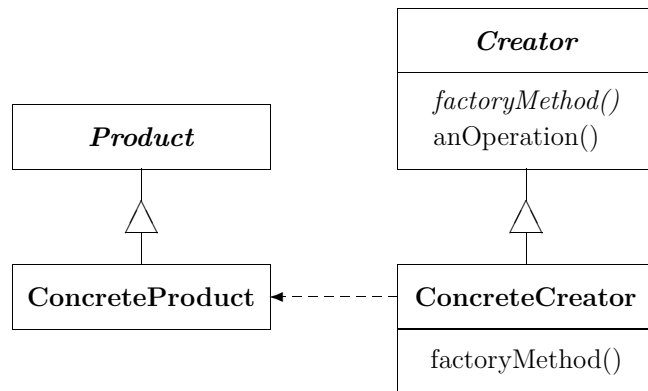 Creator
factoryMethod()
anOperation()
Product
ConcreteProduct
ConcreteCreator
factoryMethod()